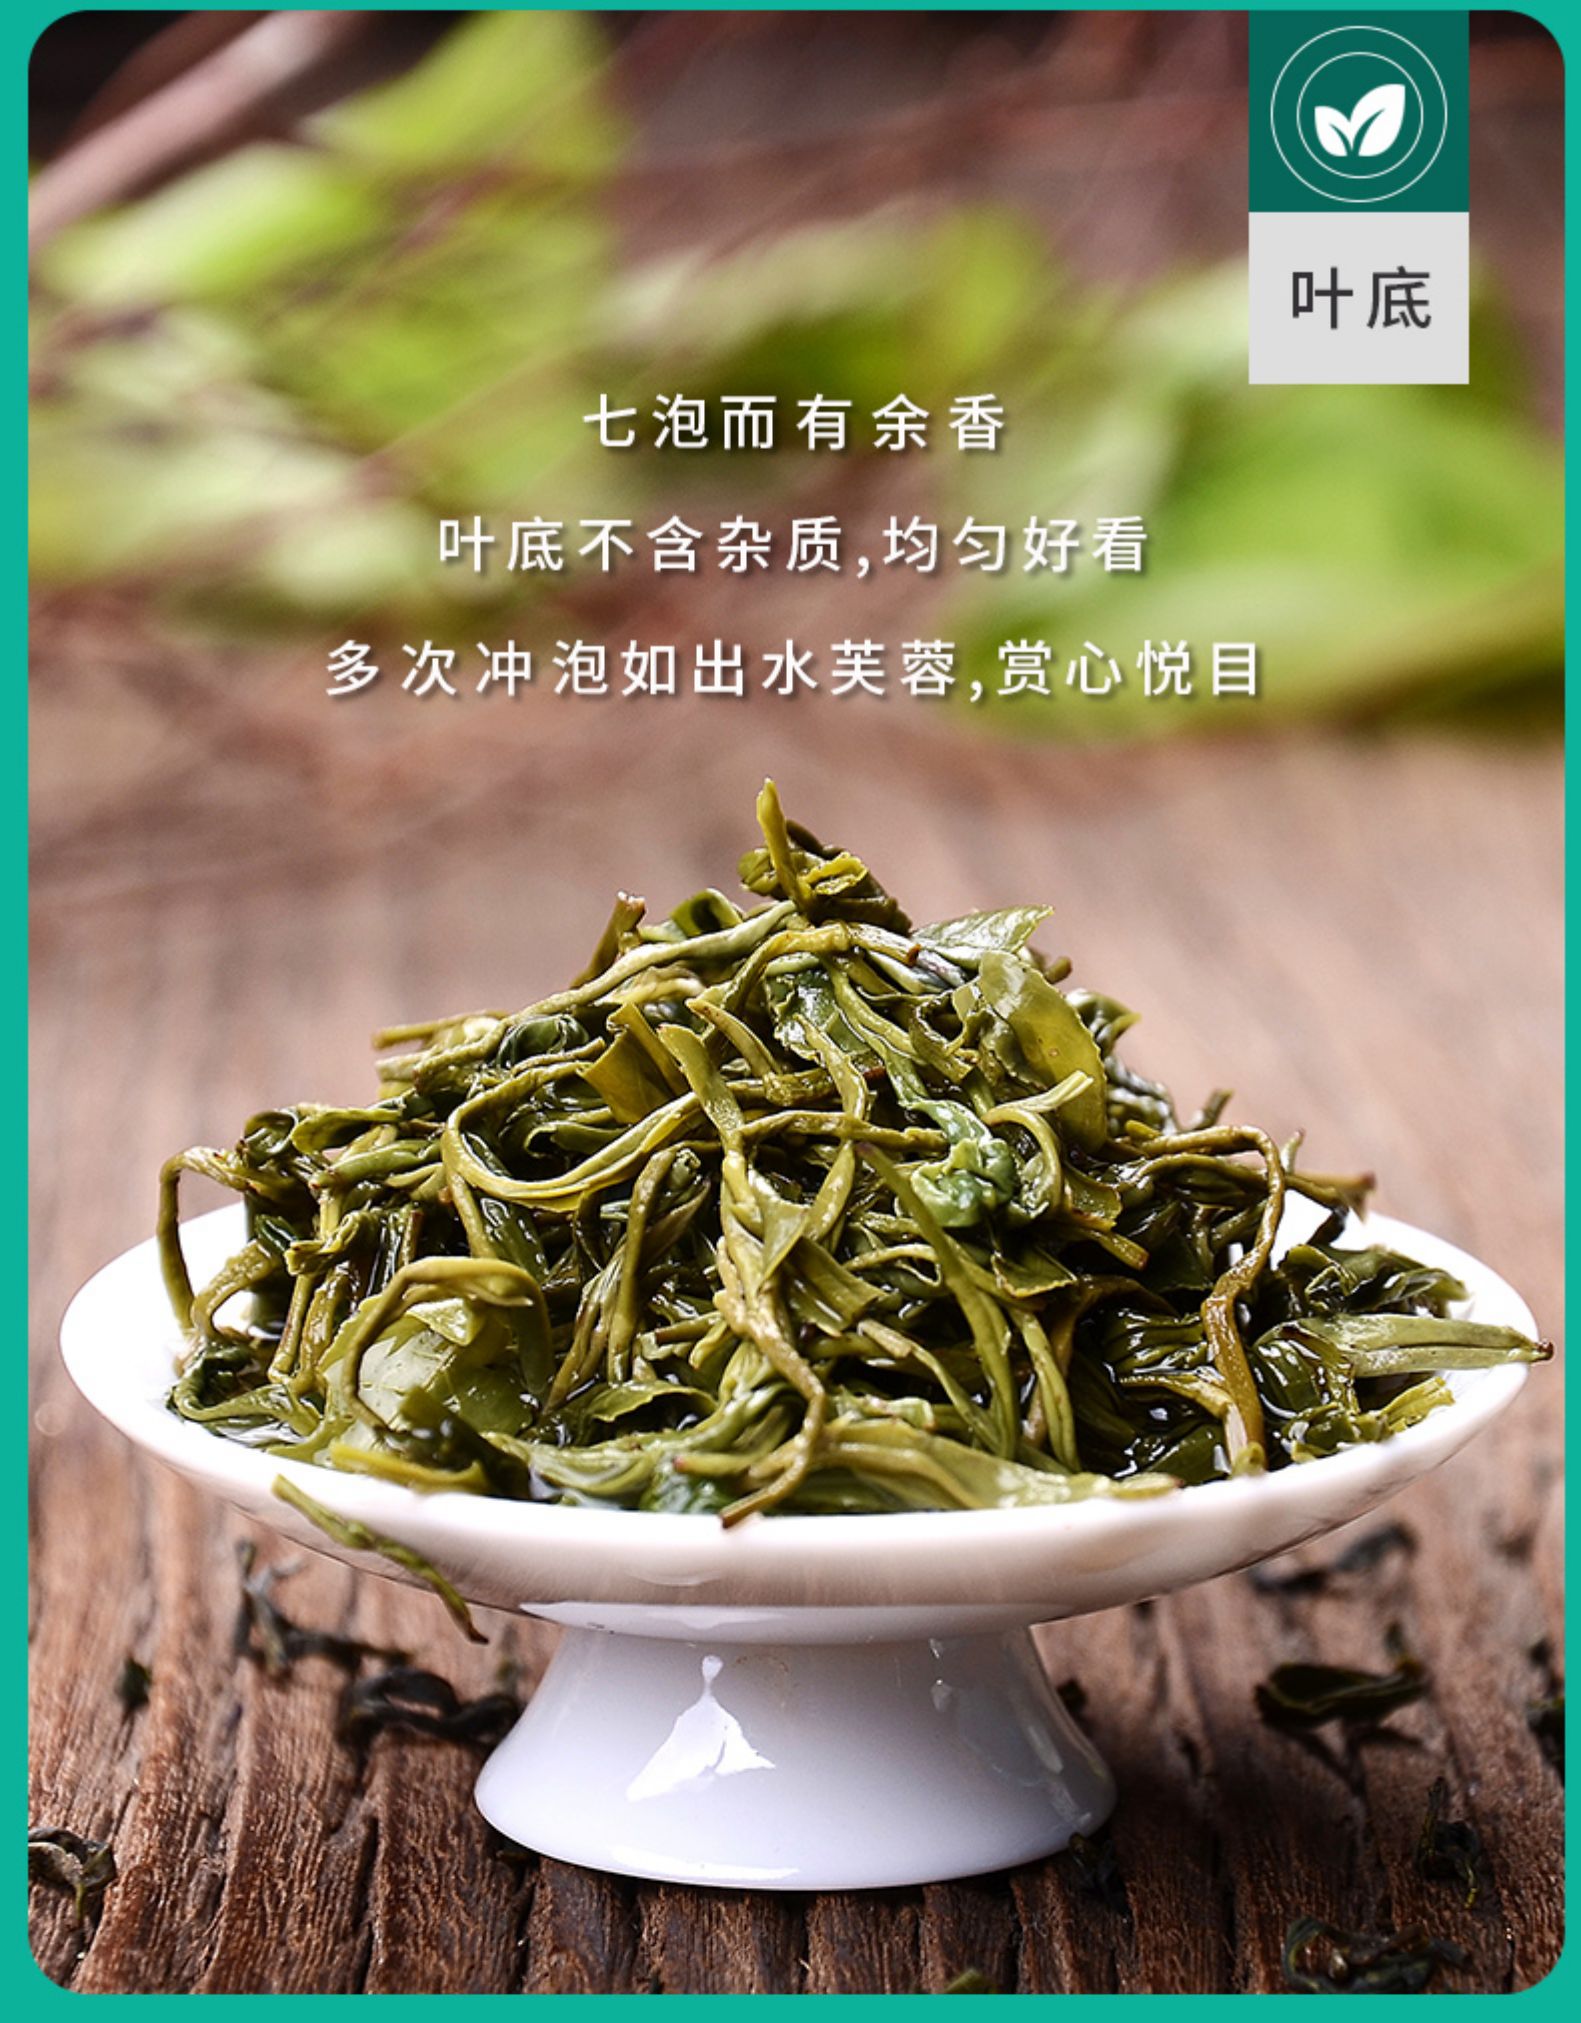 叶底
七泡而有余香
叶底不含杂质,均匀好看
多次冲泡如出水芙蓉,赏心悦目